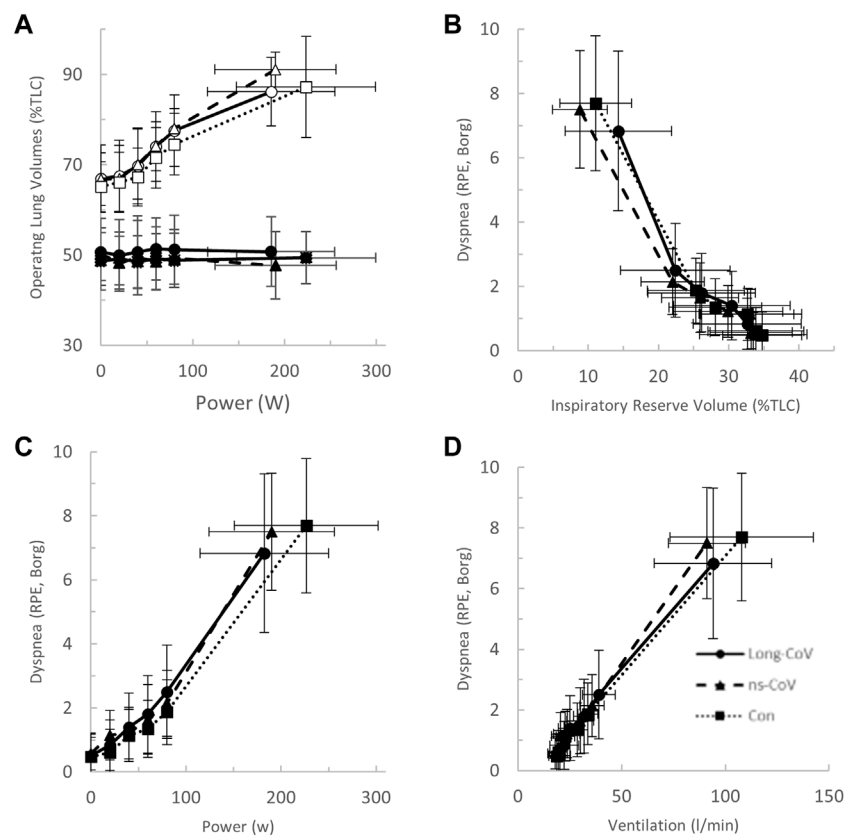 A
Operatng Lung Volumes (%TLC)
90
70
50
30
0 100 200 300
Power (W)
B
Dyspnea (RPE, Borg)
10
8
6
4
2
0
0 10 20 30 40
Inspiratory Reserve Volume (%TLC)
C
Dyspnea (RPE, Borg)
10
8
6
4
2
0
0 100 200 300
Power (w)
D
Dyspnea (RPE, Borg)
10
8
6
4
2
0
0 50 100 150
Ventilation (l/min)
Long-CoV
ns-CoV
Con